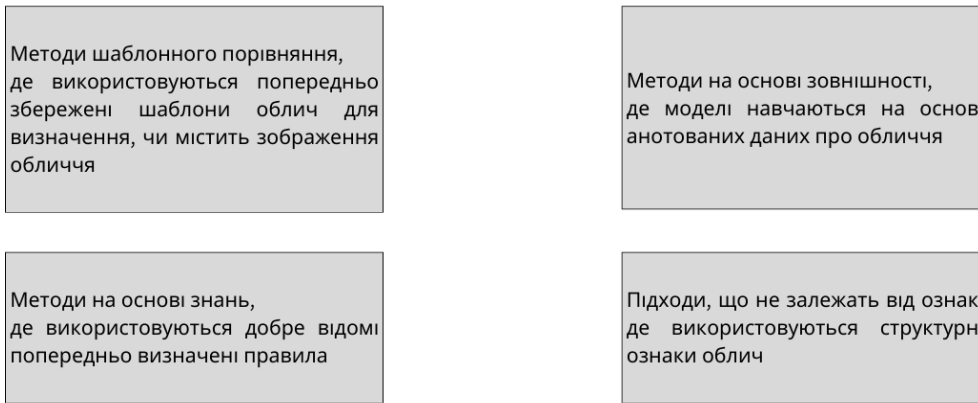 Методи шаблонного порівняння,
де використовуються попередньо
збережені шаблони облич для
визначення, чи містить зображення
обличчя
Методи на основі зовнішності,
де моделі навчаються на основ
анотованих даних про обличчя
Методи на основі знань,
де використовуються добре відомі
попередньо визначені правила
Підходи, що не залежать від ознак
де використовуються структурн
ознаки облич